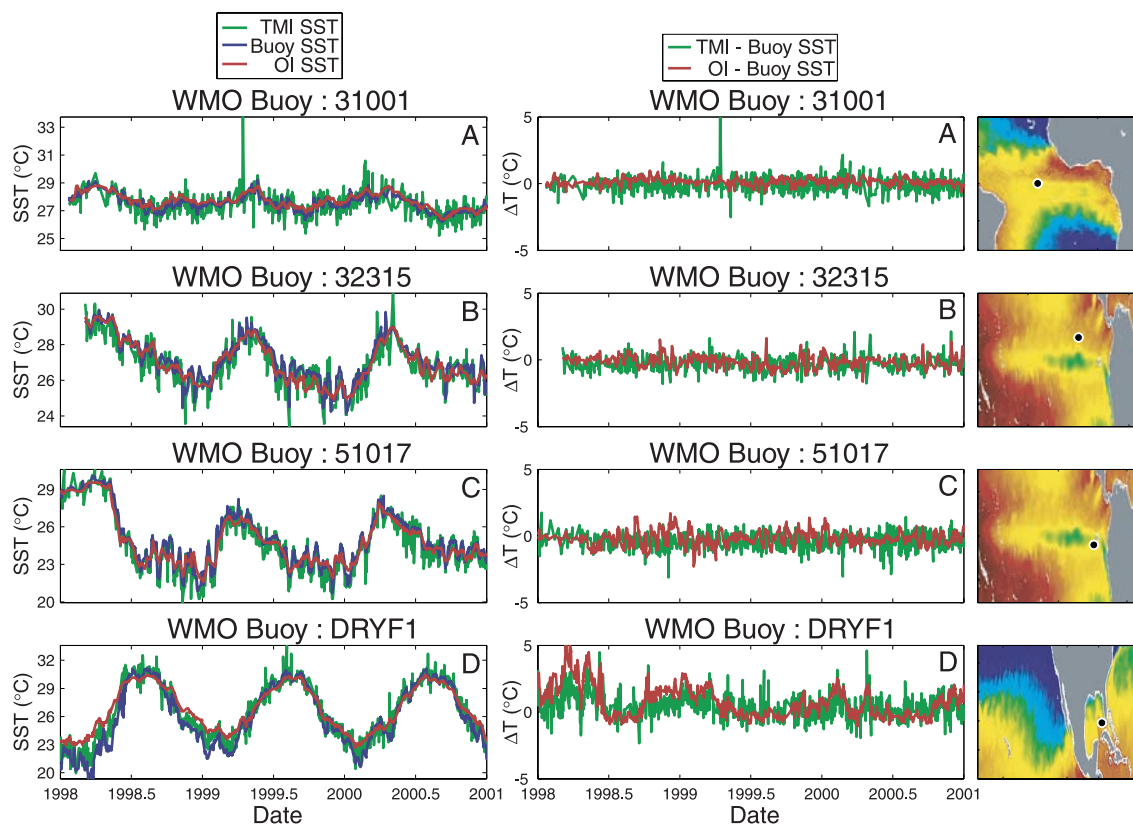 TMI SST
Buoy SST
OI SST
TMI - Buoy SST
OI - Buoy SST
WMO Buoy : 31001
WMO Buoy : 31001
SST (°C)
33
31
29
27
25
A
ΔT (°C)
5
0
-5
A
WMO Buoy : 32315
WMO Buoy : 32315
SST (°C)
30
28
26
24
B
ΔT (°C)
5
0
-5
B
WMO Buoy : 51017
WMO Buoy : 51017
SST (°C)
29
26
23
20
C
ΔT (°C)
5
0
-5
C
WMO Buoy : DRYF1
WMO Buoy : DRYF1
SST (°C)
32
29
26
23
20
D
ΔT (°C)
5
0
-5
D
1998 1998.5 1999 1999.5 2000 2000.5 2001
1998 1998.5 1999 1999.5 2000 2000.5 2001
Date
Date